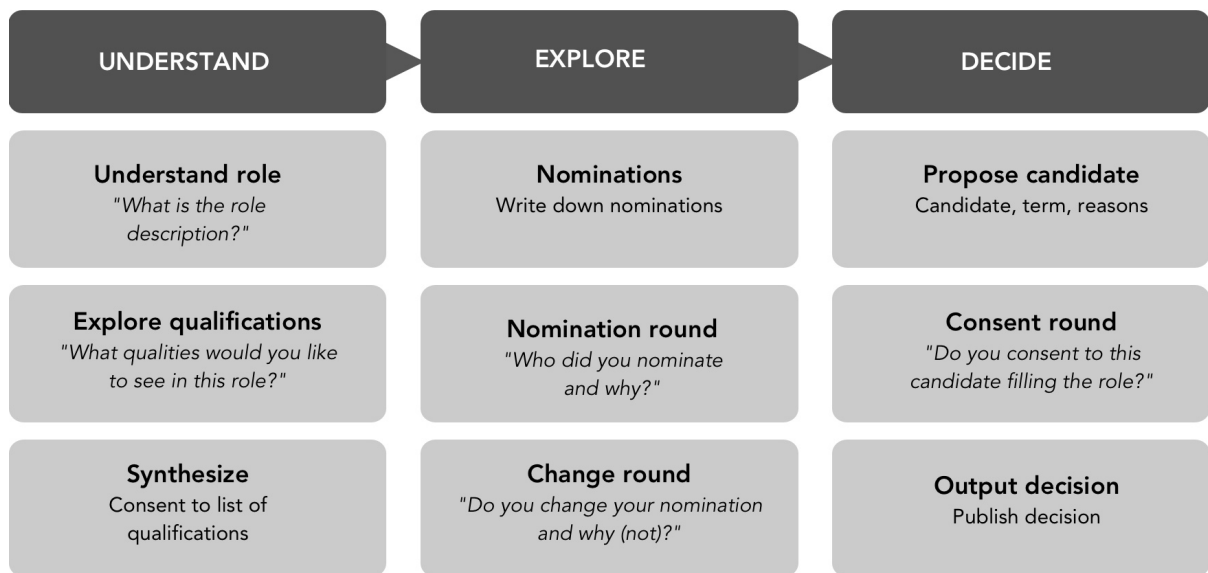 UNDERSTAND
Understand role
"What is the role
description?"
Explore qualifications
"What qualities would you like
to see in this role?"
Synthesize
Consent to list of
qualifications
EXPLORE
Nominations
Write down nominations
Nomination round
"Who did you nominate
and why?"
Change round
"Do you change your nomination
and why (not)?"
DECIDE
Propose candidate
Candidate, term, reasons
Consent round
"Do you consent to this
candidate filling the role?"
Output decision
Publish decision